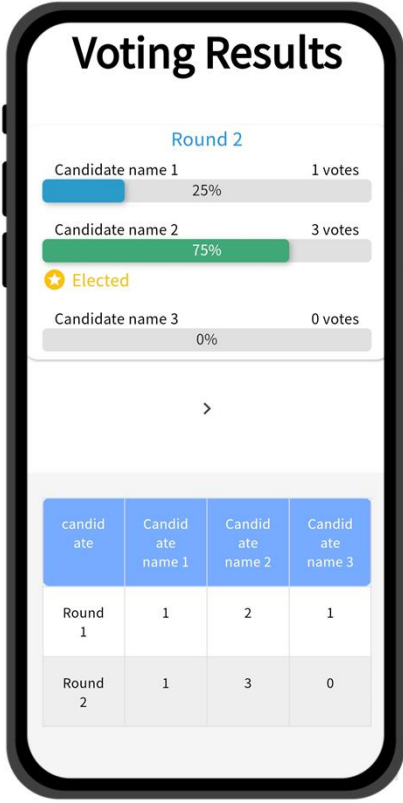 Voting Results
Round 2
Candidate name 1 1 votes
25%
Candidate name 2 3 votes
75%
Elected
Candidate name 3 0 votes
0%
candid Candid Candid Candid
ate ate ate ate
name 1 name 2 name 3
Round 1 2 1
1
Round 1 3 0
2